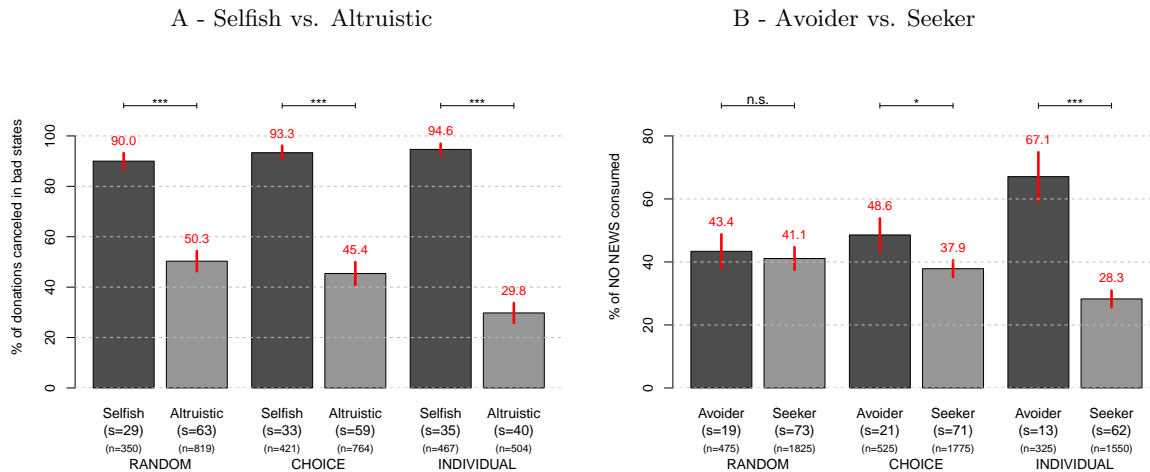 A - Selfish vs. Altruistic
% of donations canceled in bad states
0
20
40
60
80
100
*** *** ***
90.0
50.3
93.3
45.4
94.6
29.8
Selfish Altruistic Selfish Altruistic Selfish Altruistic
(s=29) (s=63) (s=33) (s=59) (s=35) (s=40)
(n=350) (n=819) (n=421) (n=764) (n=467) (n=504)
RANDOM CHOICE INDIVIDUAL
B - Avoider vs. Seeker
% of NO NEWS consumed
0
20
40
60
80
n.s. * ***
43.4
41.1
48.6
37.9
67.1
28.3
Avoider Seeker Avoider Seeker Avoider Seeker
(s=19) (s=73) (s=21) (s=71) (s=13) (s=62)
(n=475) (n=1825) (n=525) (n=1775) (n=325) (n=1550)
RANDOM CHOICE INDIVIDUAL